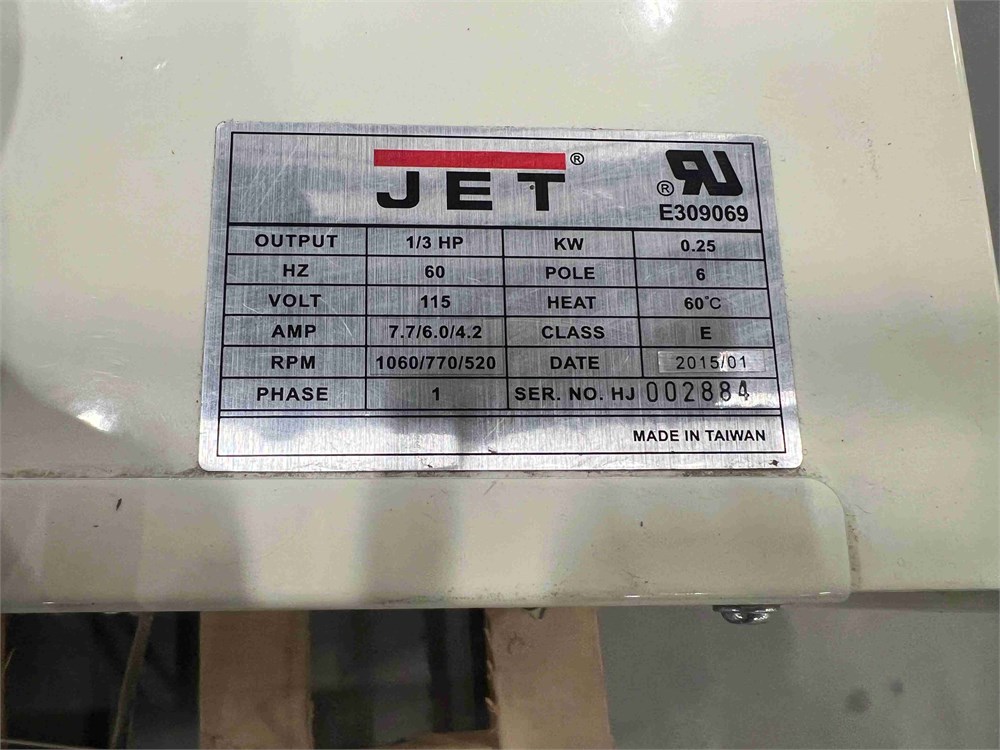 JET®
® RU
E309069
OUTPUT 1/3 HP KW 0.25
HZ 60 POLE 6
VOLT 115 HEAT 60°C
AMP 7.7/6.0/4.2 CLASS E
RPM 1060/770/520 DATE 2015/01
PHASE 1 SER. NO. HJ 002884
MADE IN TAIWAN